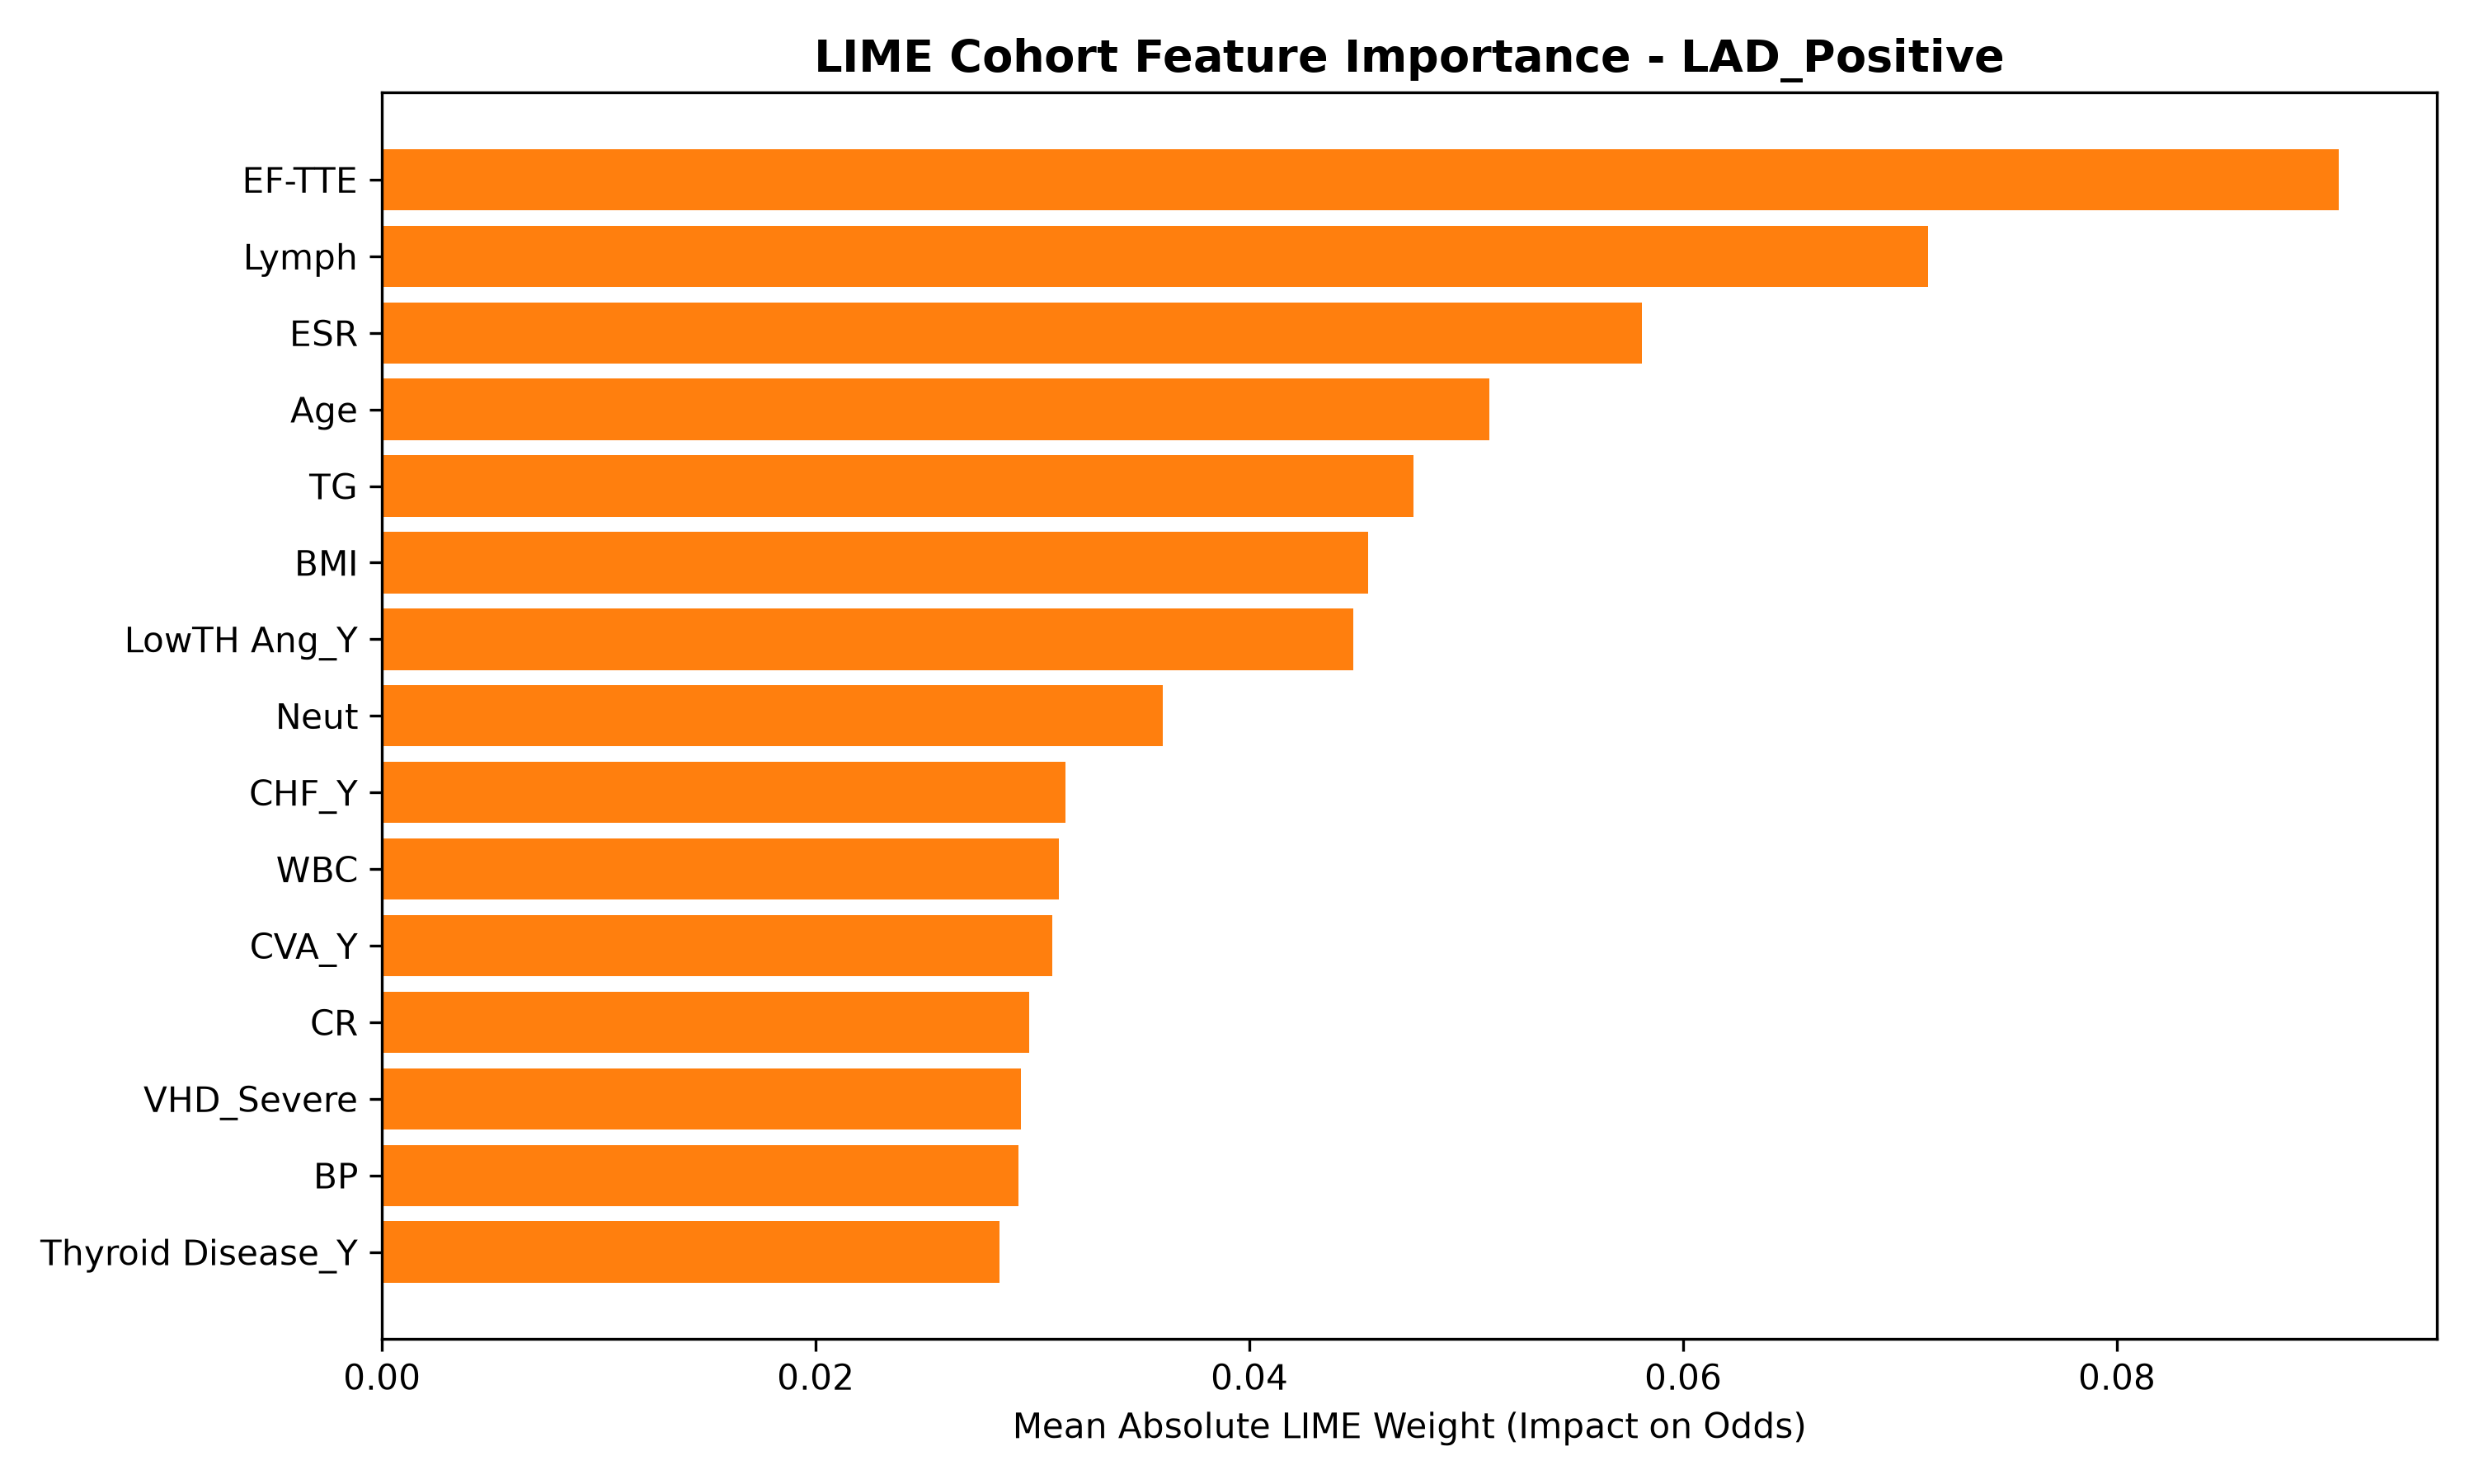 LIME Cohort Feature Importance - LAD_Positive
EF-TTE
Lymph
ESR
Age
TG
BMI
LowTH Ang_Y
Neut
CHF_Y
WBC
CVA_Y
CR
VHD_Severe
BP
Thyroid Disease_Y
0.00 0.02 0.04 0.06 0.08
Mean Absolute LIME Weight (Impact on Odds)